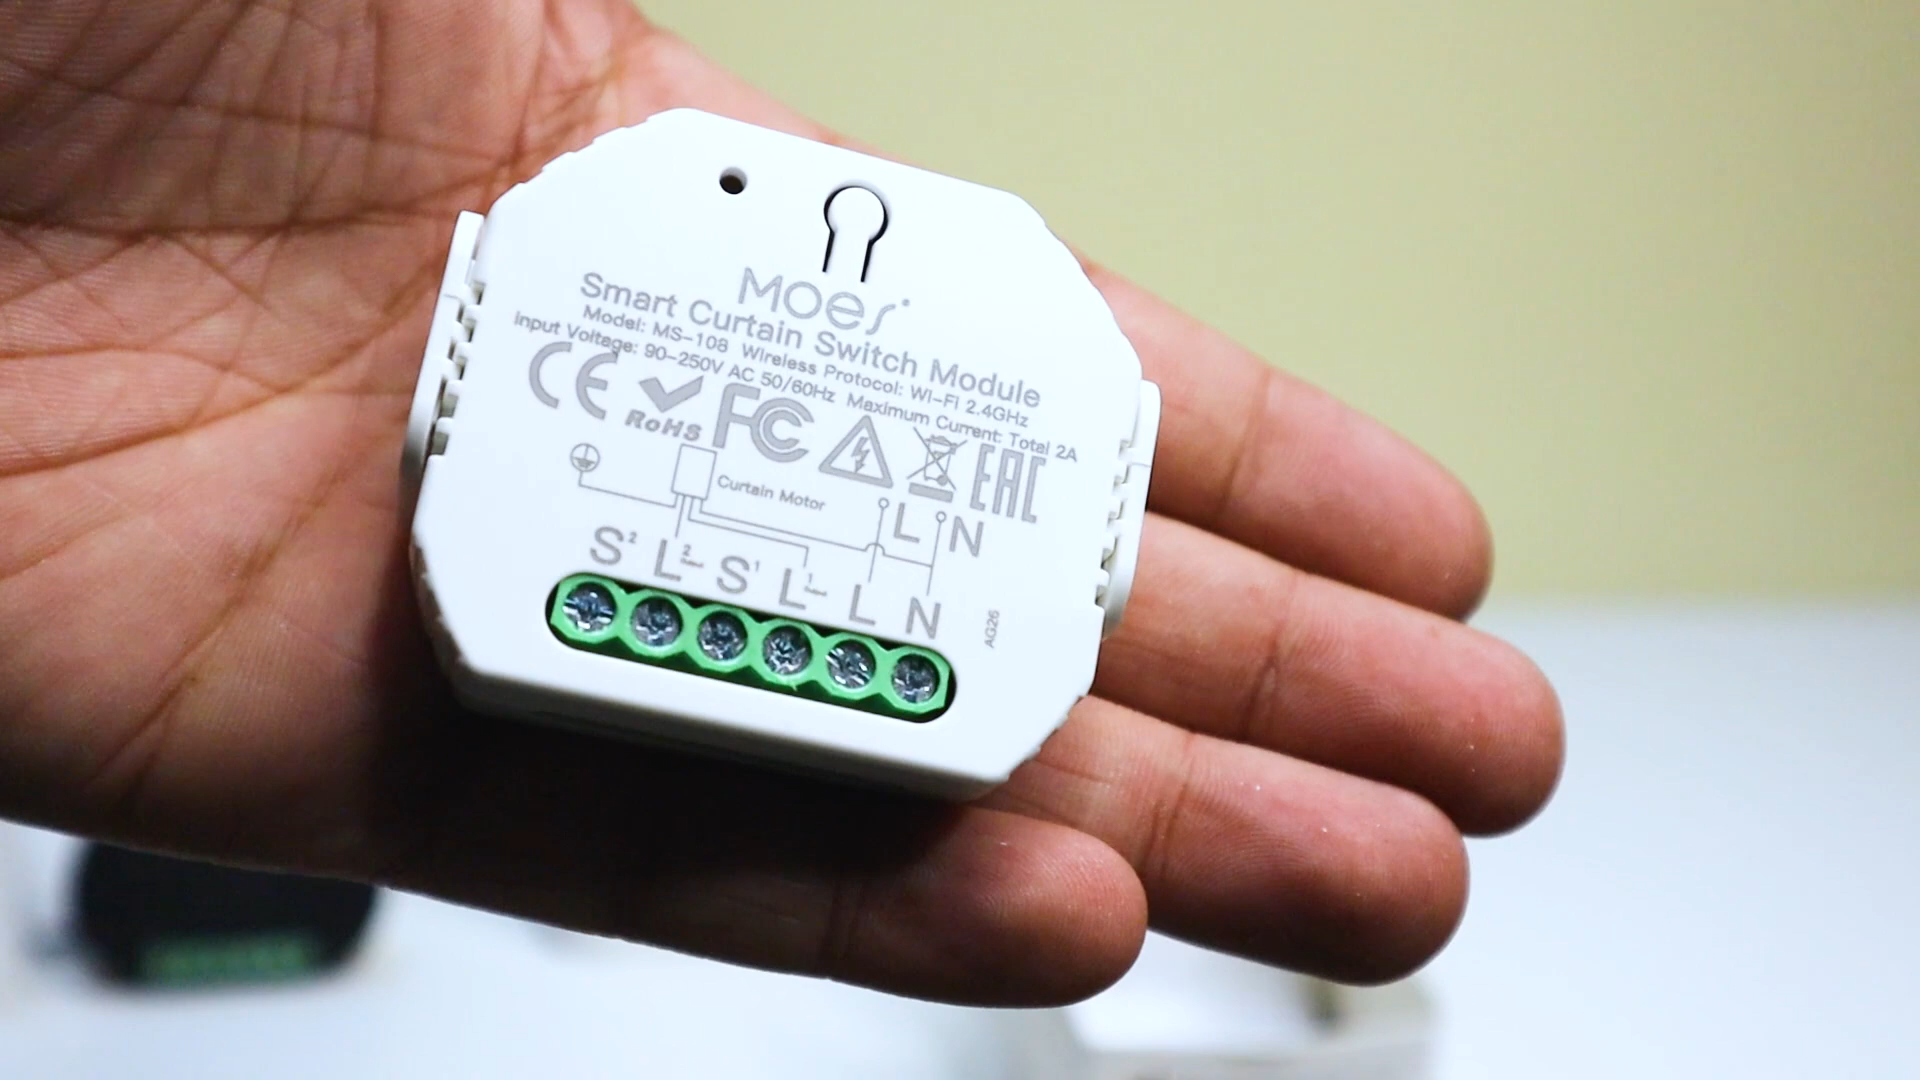 MOES
Smart Curtain Switch Module
Model: MS-108 Wireless Protocol: Wi-Fi 2.4GHz
Input Voltage: 90-250V AC 50/60Hz Maximum Current: Total 2A
CE RoHS FC EAC
Curtain Motor
L N
S² L² S¹ L¹ L N
AG26